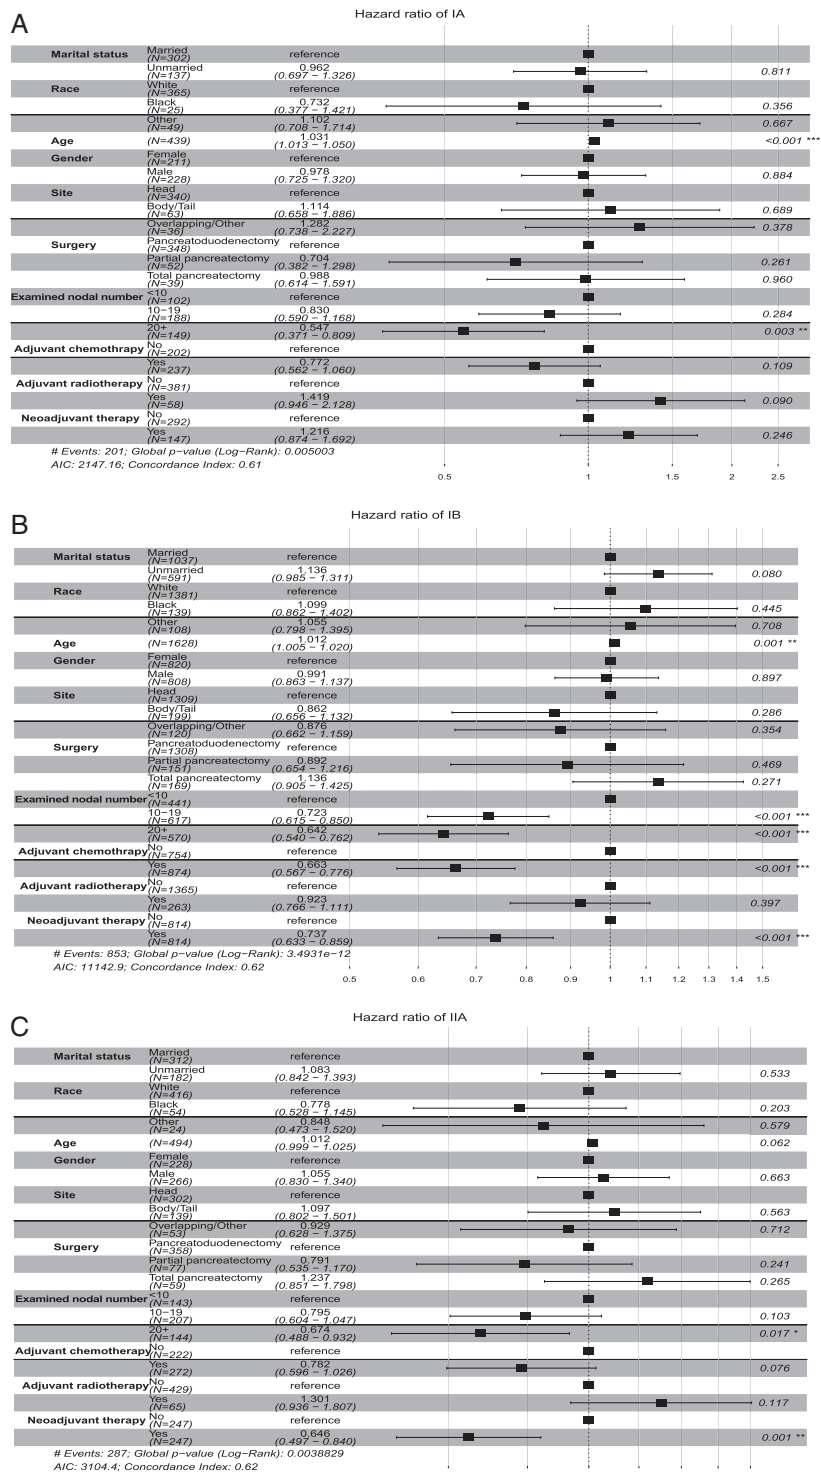 A
Hazard ratio of IA
Marital status Married (N=302) reference
Unmarried (N=137) 0.962 (0.697 − 1.326) 0.811
Race White (N=365) reference
Black (N=25) 0.732 (0.377 − 1.421) 0.356
Other (N=49) 1.102 (0.708 − 1.714) 0.667
Age (N=439) 1.031 (1.013 − 1.050) <0.001 ***
Gender Female (N=211) reference
Male (N=228) 0.978 (0.725 − 1.320) 0.884
Site Head (N=340) reference
Body/Tail (N=63) 1.114 (0.658 − 1.886) 0.689
Overlapping/Other (N=36) 1.282 (0.738 − 2.227) 0.378
Surgery Pancreatoduodenectomy (N=348) reference
Partial pancreatectomy (N=52) 0.704 (0.382 − 1.298) 0.261
Total pancreatectomy (N=39) 0.988 (0.614 − 1.591) 0.960
Examined nodal number <10 (N=102) reference
10−19 (N=188) 0.830 (0.590 − 1.168) 0.284
20+ (N=149) 0.547 (0.371 − 0.809) 0.003 **
Adjuvant chemothrapy No (N=202) reference
Yes (N=237) 0.772 (0.562 − 1.060) 0.109
Adjuvant radiotherapy No (N=381) reference
Yes (N=58) 1.419 (0.946 − 2.128) 0.090
Neoadjuvant therapy No (N=292) reference
Yes (N=147) 1.216 (0.874 − 1.692) 0.246
# Events: 201; Global p−value (Log−Rank): 0.005003
AIC: 2147.16; Concordance Index: 0.61
0.5 1 1.5 2 2.5
B
Hazard ratio of IB
Marital status Married (N=1037) reference
Unmarried (N=591) 1.136 (0.985 − 1.311) 0.080
Race White (N=1381) reference
Black (N=139) 1.099 (0.862 − 1.402) 0.445
Other (N=108) 1.055 (0.798 − 1.395) 0.708
Age (N=1628) 1.012 (1.005 − 1.020) 0.001 **
Gender Female (N=820) reference
Male (N=808) 0.991 (0.863 − 1.137) 0.897
Site Head (N=1309) reference
Body/Tail (N=199) 0.862 (0.656 − 1.132) 0.286
Overlapping/Other (N=120) 0.876 (0.662 − 1.159) 0.354
Surgery Pancreatoduodenectomy (N=1308) reference
Partial pancreatectomy (N=151) 0.892 (0.654 − 1.216) 0.469
Total pancreatectomy (N=169) 1.136 (0.905 − 1.425) 0.271
Examined nodal number <10 (N=441) reference
10−19 (N=617) 0.723 (0.615 − 0.850) <0.001 ***
20+ (N=570) 0.642 (0.540 − 0.762) <0.001 ***
Adjuvant chemotherapy No (N=754) reference
Yes (N=874) 0.663 (0.567 − 0.776) <0.001 ***
Adjuvant radiotherapy No (N=1365) reference
Yes (N=263) 0.923 (0.766 − 1.111) 0.397
Neoadjuvant therapy No (N=814) reference
Yes (N=814) 0.737 (0.633 − 0.859) <0.001 ***
# Events: 853; Global p−value (Log−Rank): 3.4931e−12
AIC: 11142.9; Concordance Index: 0.62
0.5 0.6 0.7 0.8 0.9 1 1.1 1.2 1.3 1.4 1.5
C
Hazard ratio of IIA
Marital status Married (N=312) reference
Unmarried (N=182) 1.083 (0.842 − 1.393) 0.533
Race White (N=416) reference
Black (N=54) 0.778 (0.528 − 1.145) 0.203
Other (N=24) 0.848 (0.473 − 1.520) 0.579
Age (N=494) 1.012 (0.999 − 1.025) 0.062
Gender Female (N=228) reference
Male (N=266) 1.055 (0.830 − 1.340) 0.663
Site Head (N=302) reference
Body/Tail (N=139) 1.097 (0.802 − 1.501) 0.563
Overlapping/Other (N=53) 0.929 (0.628 − 1.375) 0.712
Surgery Pancreatoduodenectomy (N=358) reference
Partial pancreatectomy (N=77) 0.791 (0.535 − 1.170) 0.241
Total pancreatectomy (N=59) 1.237 (0.851 − 1.798) 0.265
Examined nodal number <10 (N=143) reference
10−19 (N=207) 0.795 (0.604 − 1.047) 0.103
20+ (N=144) 0.674 (0.488 − 0.932) 0.017 *
Adjuvant chemotherapy No (N=222) reference
Yes (N=272) 0.782 (0.596 − 1.026) 0.076
Adjuvant radiotherapy No (N=429) reference
Yes (N=65) 1.301 (0.936 − 1.807) 0.117
Neoadjuvant therapy No (N=247) reference
Yes (N=247) 0.646 (0.497 − 0.840) 0.001 **
# Events: 287; Global p−value (Log−Rank): 0.0038829
AIC: 3104.4; Concordance Index: 0.62